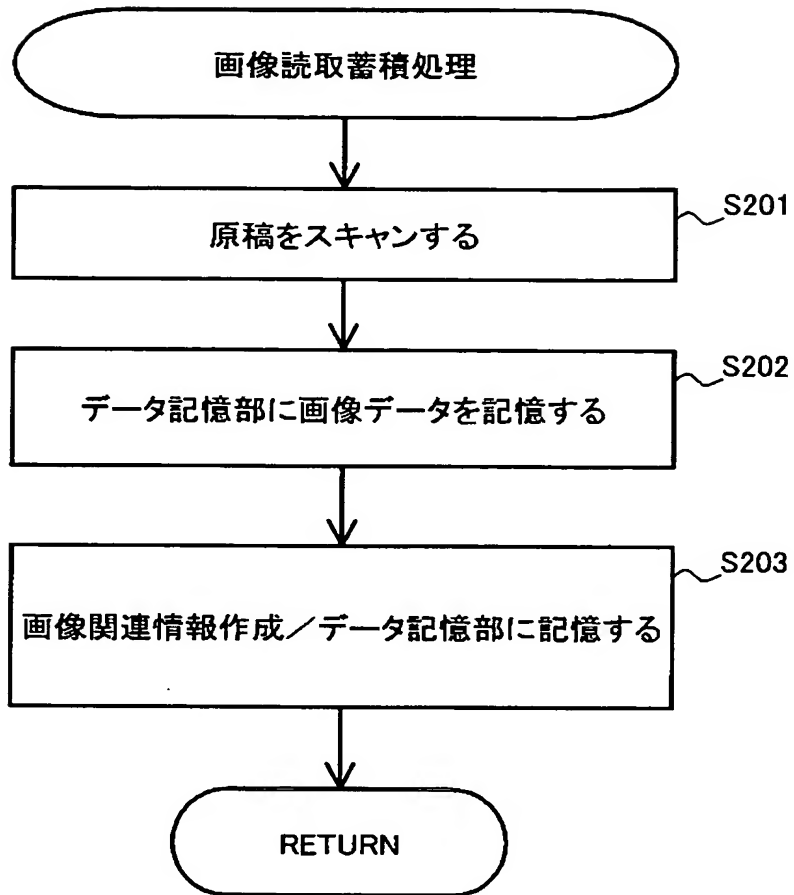 画像読取蓄積処理
原稿をスキャンする
S201
データ記憶部に画像データを記憶する
S202
画像関連情報作成／データ記憶部に記憶する
S203
RETURN